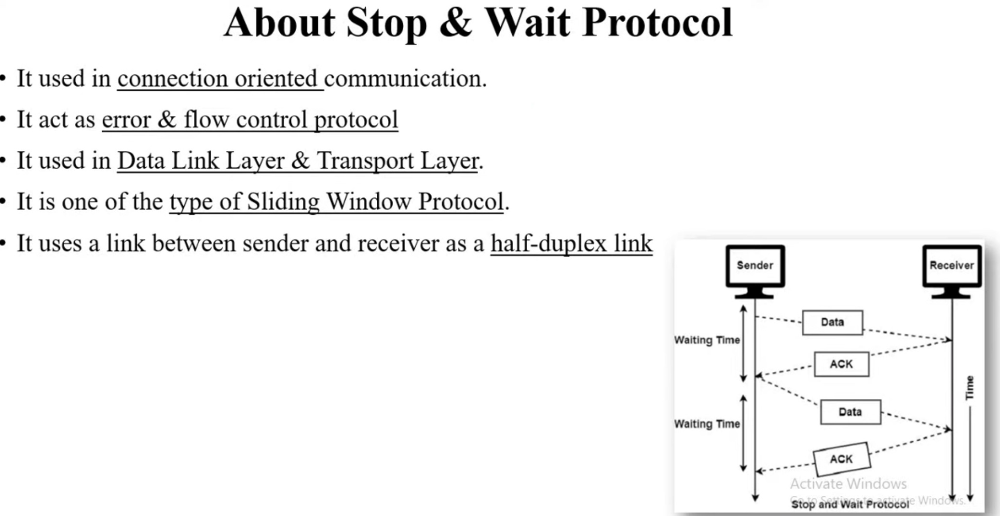 About Stop & Wait Protocol
• It used in connection oriented communication.
• It act as error & flow control protocol
• It used in Data Link Layer & Transport Layer.
• It is one of the type of Sliding Window Protocol.
• It uses a link between sender and receiver as a half-duplex link
Sender
Receiver
Data
Waiting Time
ACK
Time
Data
Waiting Time
ACK
Activate Windows
Go to Settings to activate Windows.
Stop and Wait Protocol